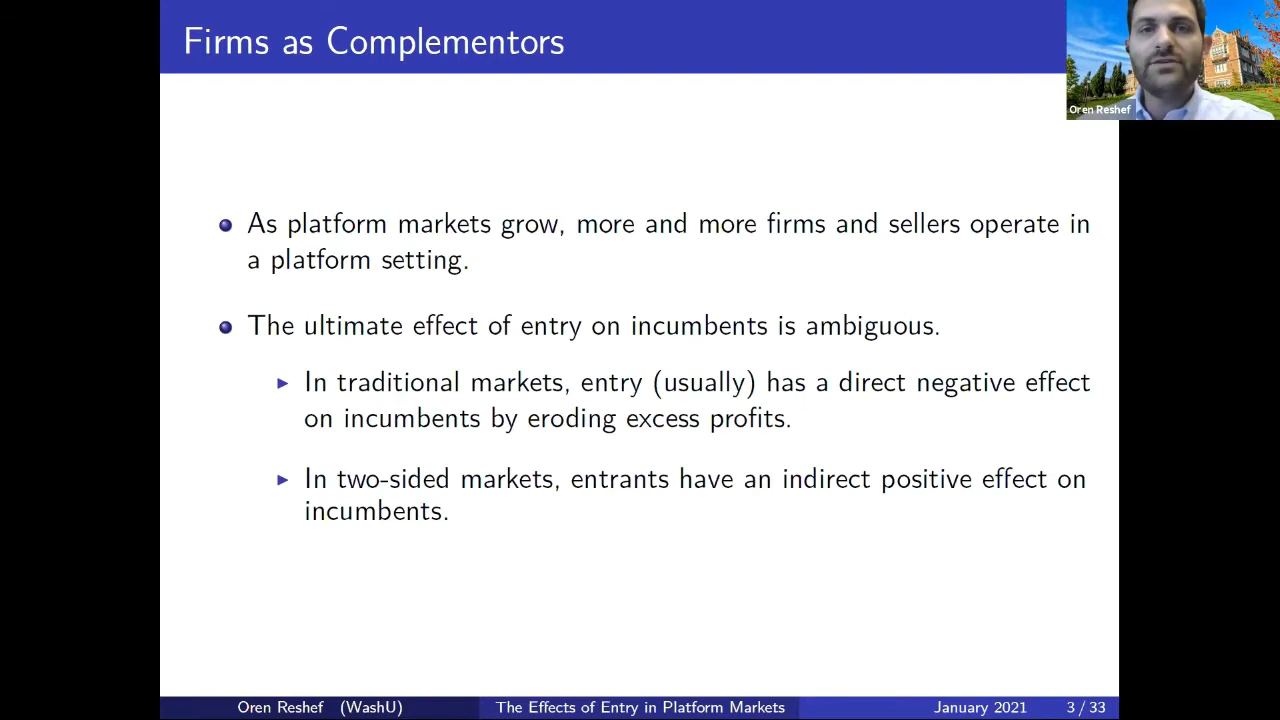 Firms as Complementors
Oren Reshef
As platform markets grow, more and more firms and sellers operate in
a platform setting.
The ultimate effect of entry on incumbents is ambiguous.
In traditional markets, entry (usually) has a direct negative effect
on incumbents by eroding excess profits.
In two-sided markets, entrants have an indirect positive effect on
incumbents.
Oren Reshef (WashU)
The Effects of Entry in Platform Markets
January 2021
3 / 33